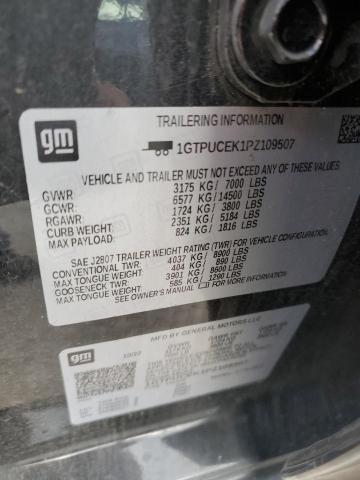 gm
TRAILERING INFORMATION
1GTPUCEK1PZ109507
VEHICLE AND TRAILER MUST NOT EXCEED ANY OF THESE RATINGS
GVWR: 3175 KG/ 7000 LBS
GCWR: 6577 KG/14500 LBS
RGAWR: 1724 KG/ 3800 LBS
CURB WEIGHT: 2351 KG/ 5184 LBS
MAX PAYLOAD: 824 KG/ 1816 LBS
SAE J2807 TRAILER WEIGHT RATING (TWR) FOR VEHICLE CONFIGURATION
CONVENTIONAL TWR: 4037 KG/ 8900 LBS
MAX TONGUE WEIGHT: 404 KG/ 890 LBS
GOOSENECK TWR: 3901 KG/ 8600 LBS
MAX TONGUE WEIGHT: 585 KG/ 1290 LBS
SEE OWNER'S MANUAL FOR MORE INFORMATION
gm
MFD BY GENERAL MOTORS LLC
10/22
GVWR